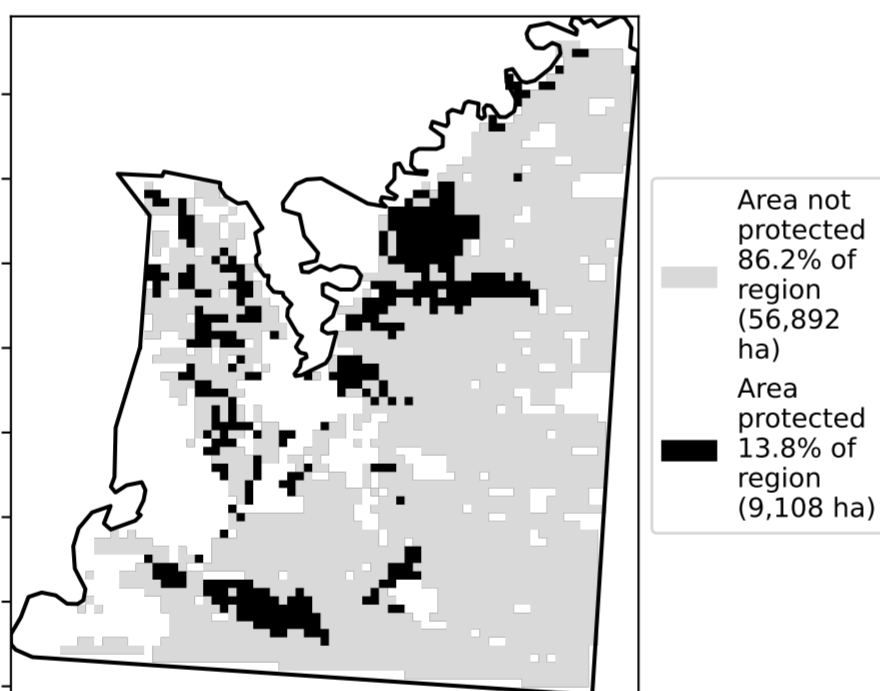 Area not
protected
86.2% of
region
(56,892
ha)
Area
protected
13.8% of
region
(9,108 ha)